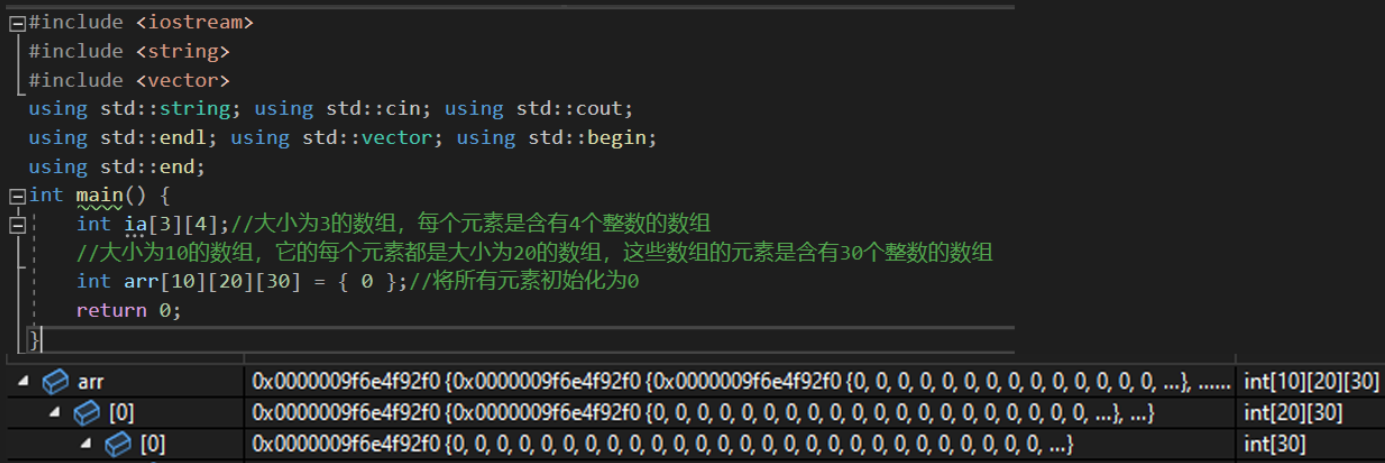 #include <iostream>
#include <string>
#include <vector>
using std::string; using std::cin; using std::cout;
using std::endl; using std::vector; using std::begin;
using std::end;
int main() {
    int ia[3][4];//大小为3的数组，每个元素是含有4个整数的数组
    //大小为10的数组，它的每个元素都是大小为20的数组，这些数组的元素是含有30个整数的数组
    int arr[10][20][30] = { 0 };//将所有元素初始化为0
    return 0;
}
arr 0x0000009f6e4f92f0 {0x0000009f6e4f92f0 {0x0000009f6e4f92f0 {0, 0, 0, 0, 0, 0, 0, 0, 0, 0, 0, 0, 0, 0, ...}, ...... int[10][20][30]
[0] 0x0000009f6e4f92f0 {0x0000009f6e4f92f0 {0, 0, 0, 0, 0, 0, 0, 0, 0, 0, 0, 0, 0, 0, 0, 0, 0, 0, 0, 0, ...}, ...} int[20][30]
[0] 0x0000009f6e4f92f0 {0, 0, 0, 0, 0, 0, 0, 0, 0, 0, 0, 0, 0, 0, 0, 0, 0, 0, 0, 0, 0, 0, 0, 0, 0, 0, 0, ...} int[30]